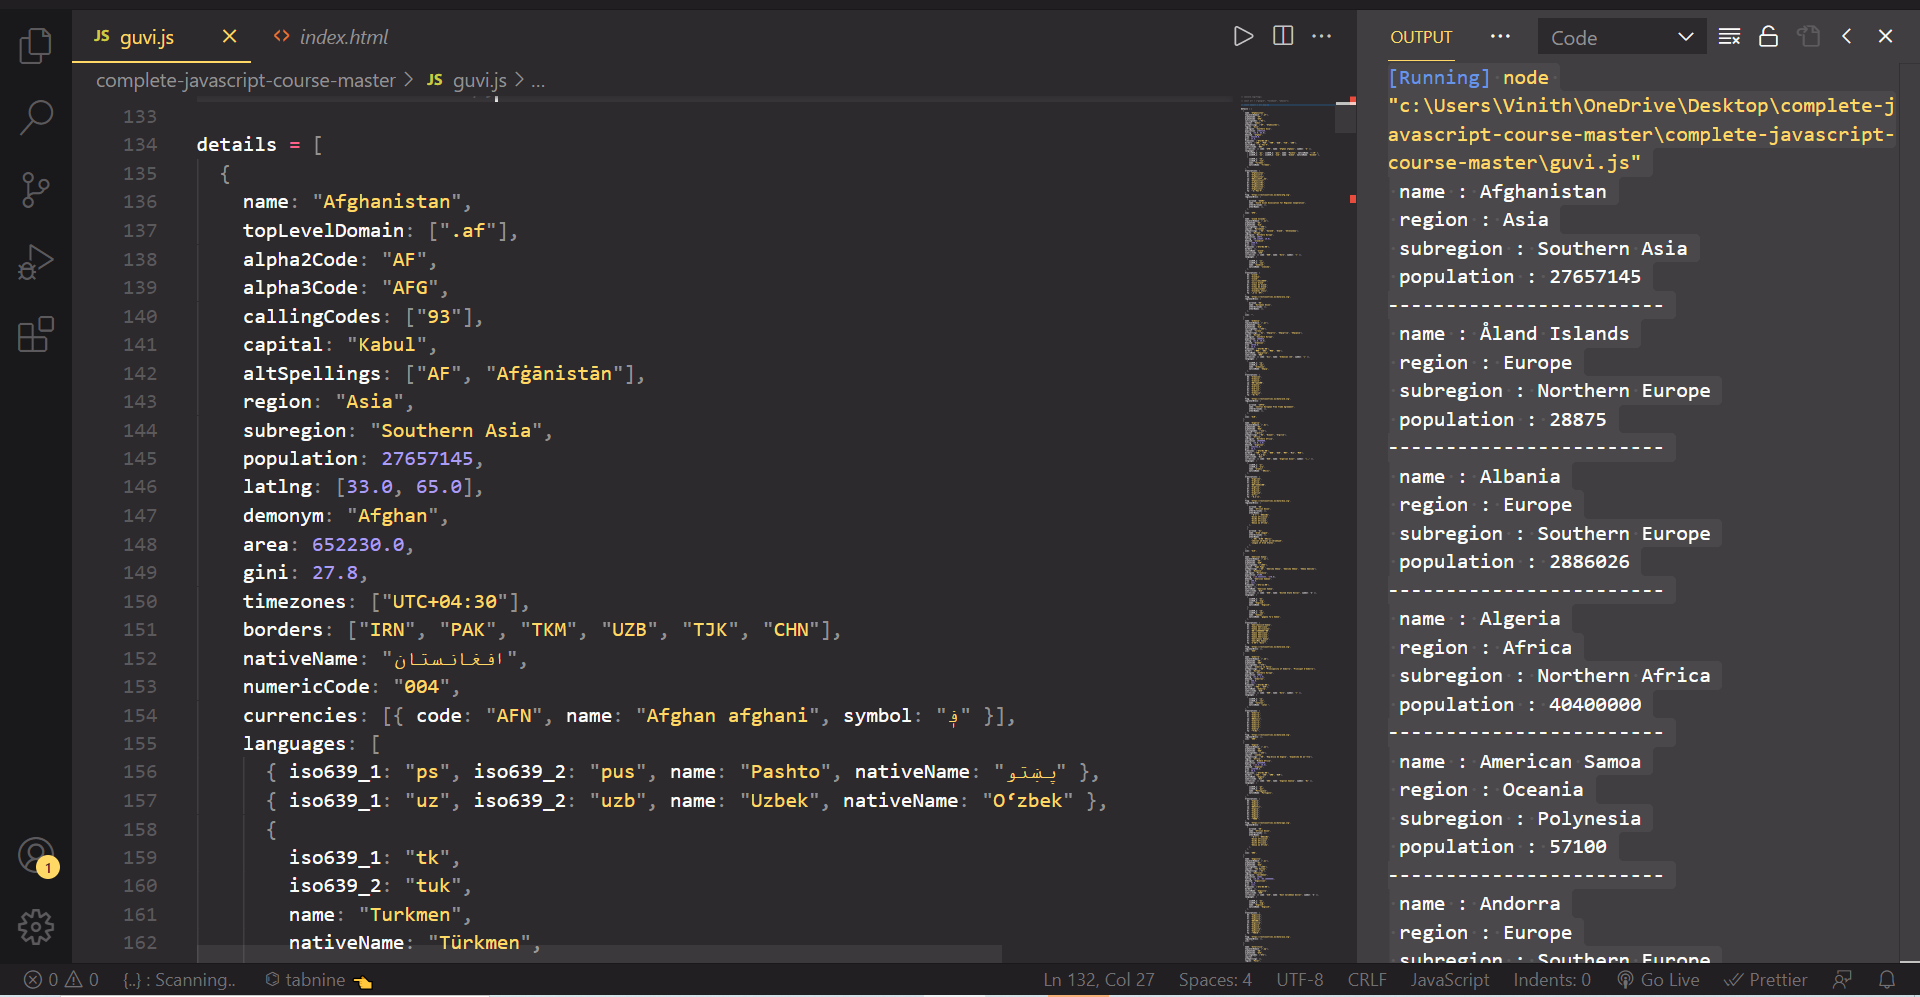 JS guvi.js
<> index.html
complete-javascript-course-master > JS guvi.js > ...
133
134 details = [
135 {
136 name: "Afghanistan",
137 topLevelDomain: [".af"],
138 alpha2Code: "AF",
139 alpha3Code: "AFG",
140 callingCodes: ["93"],
141 capital: "Kabul",
142 altSpellings: ["AF", "Afġānistān"],
143 region: "Asia",
144 subregion: "Southern Asia",
145 population: 27657145,
146 latlng: [33.0, 65.0],
147 demonym: "Afghan",
148 area: 652230.0,
149 gini: 27.8,
150 timezones: ["UTC+04:30"],
151 borders: ["IRN", "PAK", "TKM", "UZB", "TJK", "CHN"],
152 nativeName: "افغانستان",
153 numericCode: "004",
154 currencies: [{ code: "AFN", name: "Afghan afghani", symbol: "؋" }],
155 languages: [
156 { iso639_1: "ps", iso639_2: "pus", name: "Pashto", nativeName: "پښتو" },
157 { iso639_1: "uz", iso639_2: "uzb", name: "Uzbek", nativeName: "Oʻzbek" },
158 {
159 iso639_1: "tk",
160 iso639_2: "tuk",
161 name: "Turkmen",
162 nativeName: "Türkmen",
OUTPUT ... Code
[Running] node
"c:\Users\Vinith\OneDrive\Desktop\complete-j
avascript-course-master\complete-javascript-
course-master\guvi.js"
name : Afghanistan
region : Asia
subregion : Southern Asia
population : 27657145
------------------------
name : Åland Islands
region : Europe
subregion : Northern Europe
population : 28875
------------------------
name : Albania
region : Europe
subregion : Southern Europe
population : 2886026
------------------------
name : Algeria
region : Africa
subregion : Northern Africa
population : 40400000
------------------------
name : American Samoa
region : Oceania
subregion : Polynesia
population : 57100
------------------------
name : Andorra
region : Europe
subregion : Southern Europe
1
0 0 {..} : Scanning.. tabnine Ln 132, Col 27 Spaces: 4 UTF-8 CRLF JavaScript Indents: 0 Go Live Prettier